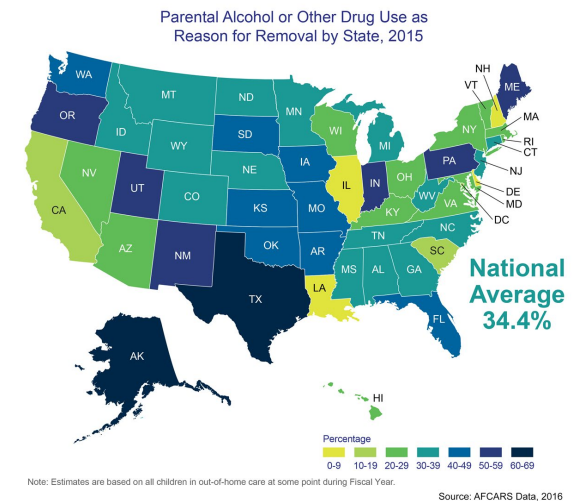 Parental Alcohol or Other Drug Use as
Reason for Removal by State, 2015
WA
OR
CA
NV
ID
MT
WY
UT
AZ
CO
NM
ND
SD
NE
KS
OK
TX
MN
IA
MO
AR
LA
WI
IL
MI
IN
OH
KY
TN
MS
AL
GA
FL
SC
NC
VA
WV
PA
NY
VT
NH
ME
MA
RI
CT
NJ
DE
MD
DC
AK
HI
National
Average
34.4%
Percentage
0-9 10-19 20-29 30-39 40-49 50-59 60-69
Note: Estimates are based on all children in out-of-home care at some point during Fiscal Year.
Source: AFCARS Data, 2016